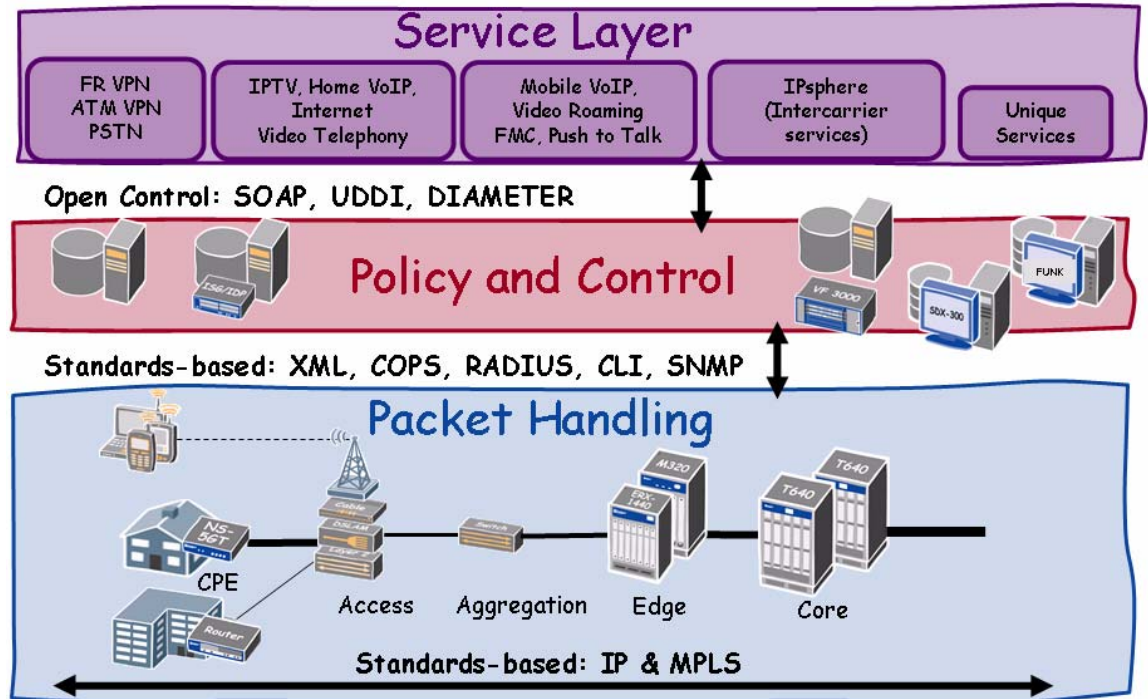 Service Layer
FR VPN
ATM VPN
PSTN
IPTV, Home VoIP,
Internet
Video Telephony
Mobile VoIP,
Video Roaming
FMC, Push to Talk
IPsphere
(Intercarrier
services)
Unique
Services
Open Control: SOAP, UDDI, DIAMETER
Policy and Control
ISG/IDP
VF 3000
SDX-300
FUNK
Standards-based: XML, COPS, RADIUS, CLI, SNMP
Packet Handling
NS-
5GT
CPE
Router
Cable
DSLAM
Layer 2
Access
Switch
Aggregation
M320
ERX-
1440
Edge
T640
T640
Core
Standards-based: IP & MPLS